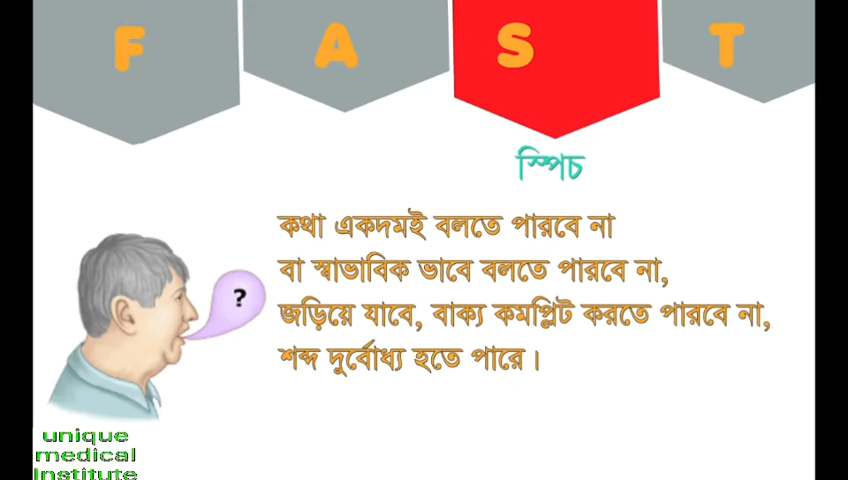 F A S T
স্পিচ
কথা একদমই বলতে পারবে না
বা স্বাভাবিক ভাবে বলতে পারবে না,
জড়িয়ে যাবে, বাক্য কমপ্লিট করতে পারবে না,
শব্দ দুর্বোধ্য হতে পারে।
?
unique
medical
Institute